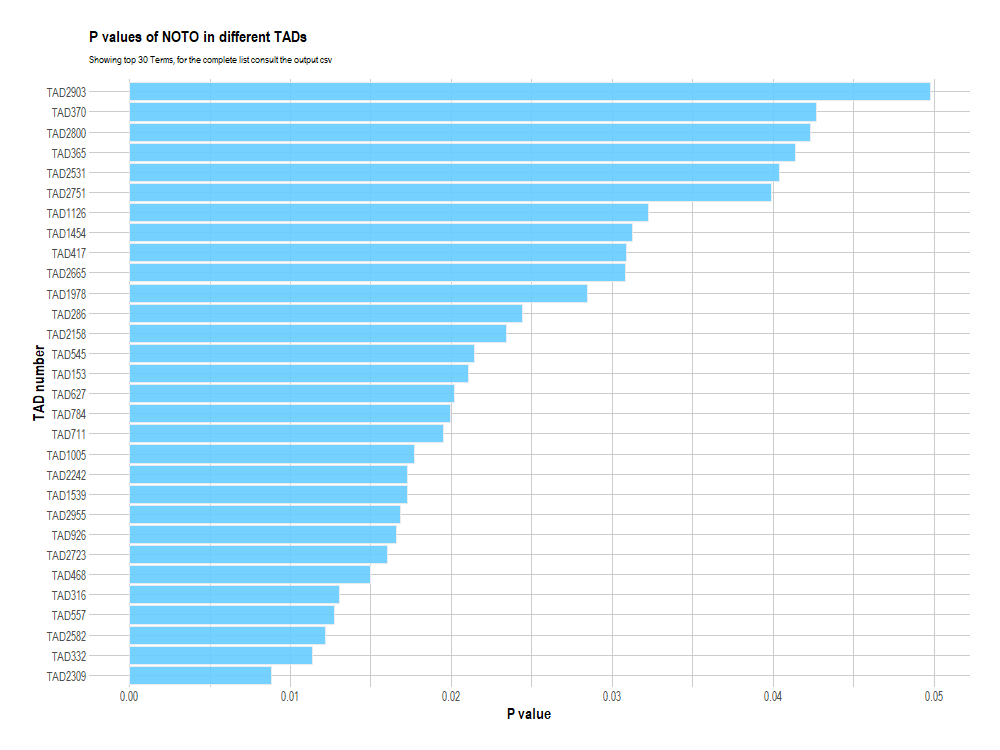 P values of NOTO in different TADs
Showing top 30 Terms, for the complete list consult the output csv
TAD2903
TAD370
TAD2800
TAD365
TAD2531
TAD2751
TAD1126
TAD1454
TAD417
TAD2665
TAD1978
TAD286
TAD2158
TAD545
TAD153
TAD627
TAD784
TAD711
TAD1005
TAD2242
TAD1539
TAD2955
TAD926
TAD2723
TAD468
TAD316
TAD557
TAD2582
TAD332
TAD2309
TAD number
0.00 0.01 0.02 0.03 0.04 0.05
P value